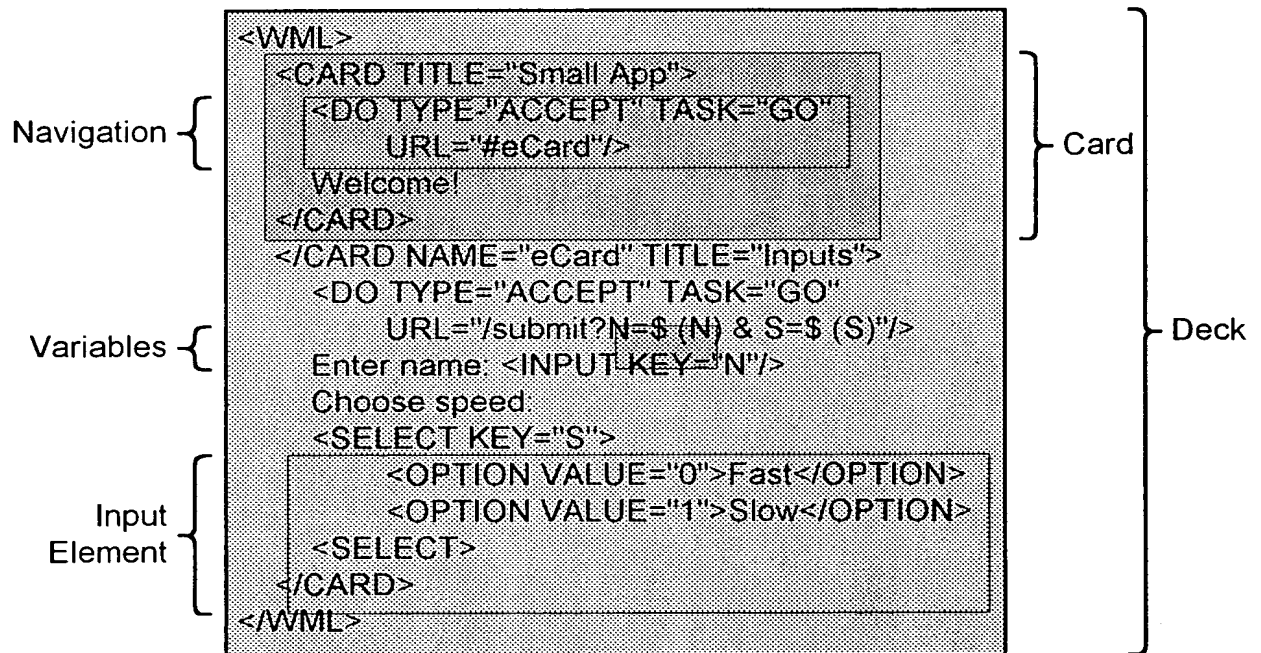 <WML>
<CARD TITLE="Small App">
<DO TYPE-"ACCEPT" TASK="GO"
URL="#eCard"/>
Welcome!
</CARD>
</CARD NAME="eCard" TITLE="Inputs">
<DO TYPE="ACCEPT" TASK="GO"
URL="/submit?N=$ (N) & S=$ (S)"/>
Enter name: <INPUT KEY="N"/>
Choose speed:
<SELECT KEY="S">
<OPTION VALUE="0">Fast</OPTION>
<OPTION VALUE="1">Slow</OPTION>
<SELECT>
</CARD>
</WML>
Navigation
Variables
Input
Element
Card
Deck